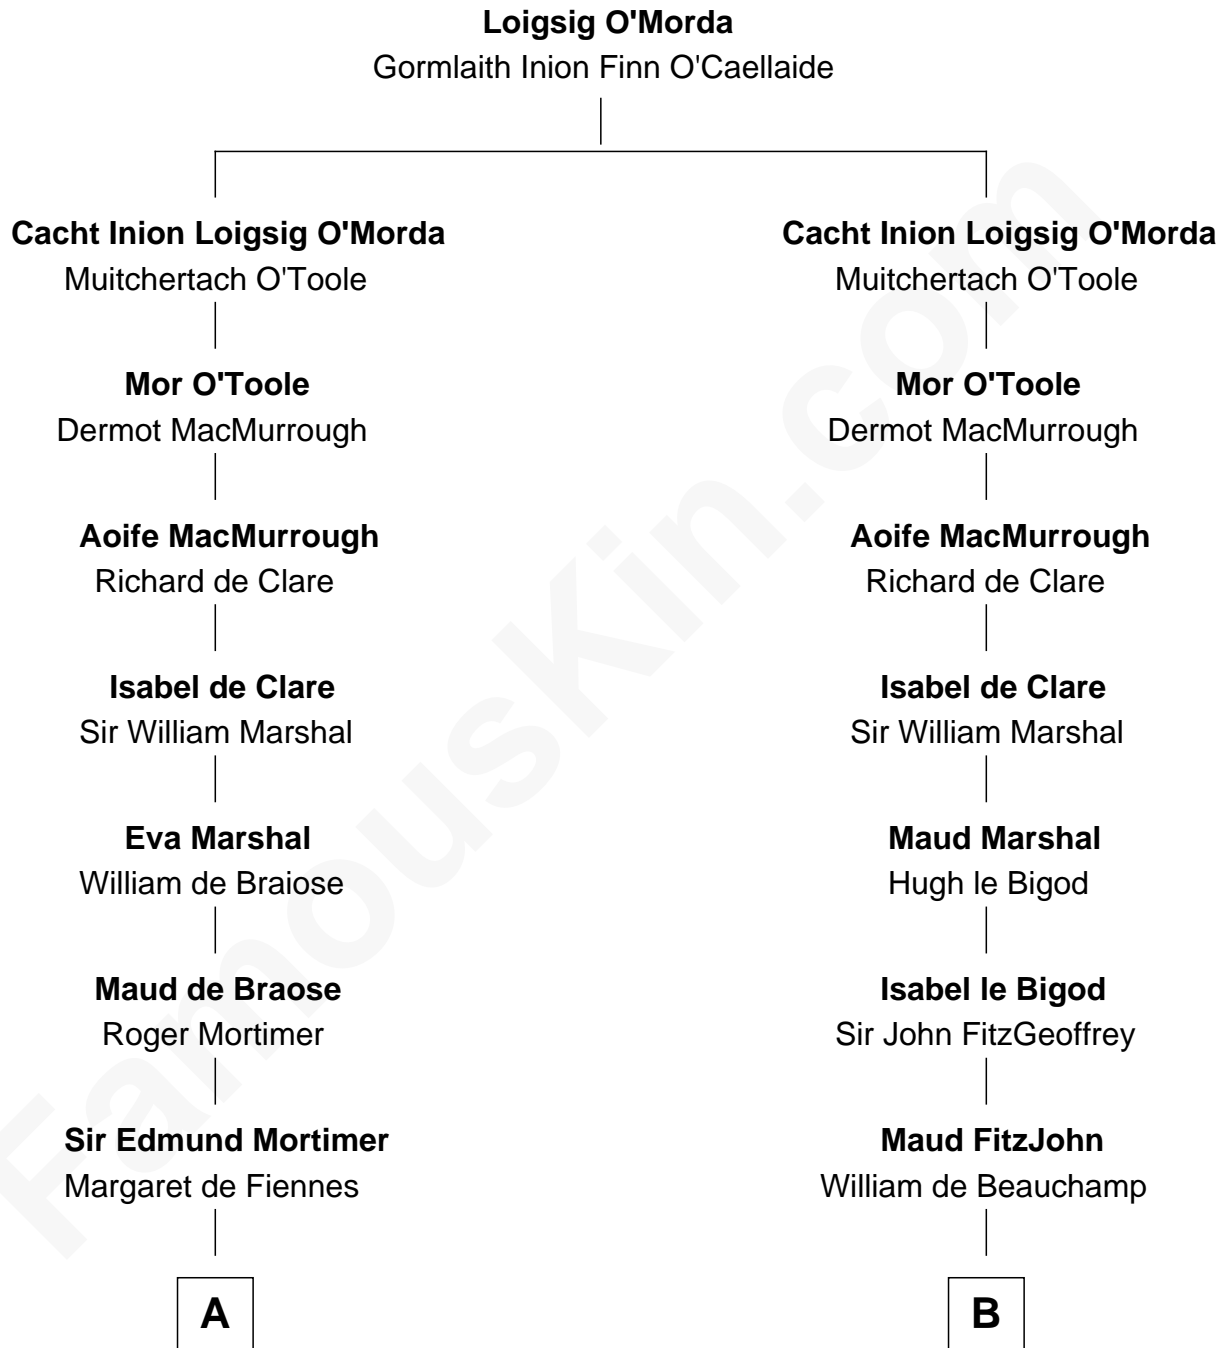 Loigsig O'Morda
Gormlaith Inion Finn O'Caellaide
Cacht Inion Loigsig O'Morda
Muitchertach O'Toole
Mor O'Toole
Dermot MacMurrough
Aoife MacMurrough
Richard de Clare
Isabel de Clare
Sir William Marshal
Eva Marshal
William de Braiose
Maud de Braose
Roger Mortimer
Sir Edmund Mortimer
Margaret de Fiennes
A
Cacht Inion Loigsig O'Morda
Muitchertach O'Toole
Mor O'Toole
Dermot MacMurrough
Aoife MacMurrough
Richard de Clare
Isabel de Clare
Sir William Marshal
Maud Marshal
Hugh le Bigod
Isabel le Bigod
Sir John FitzGeoffrey
Maud FitzJohn
William de Beauchamp
B
FamousKin.com